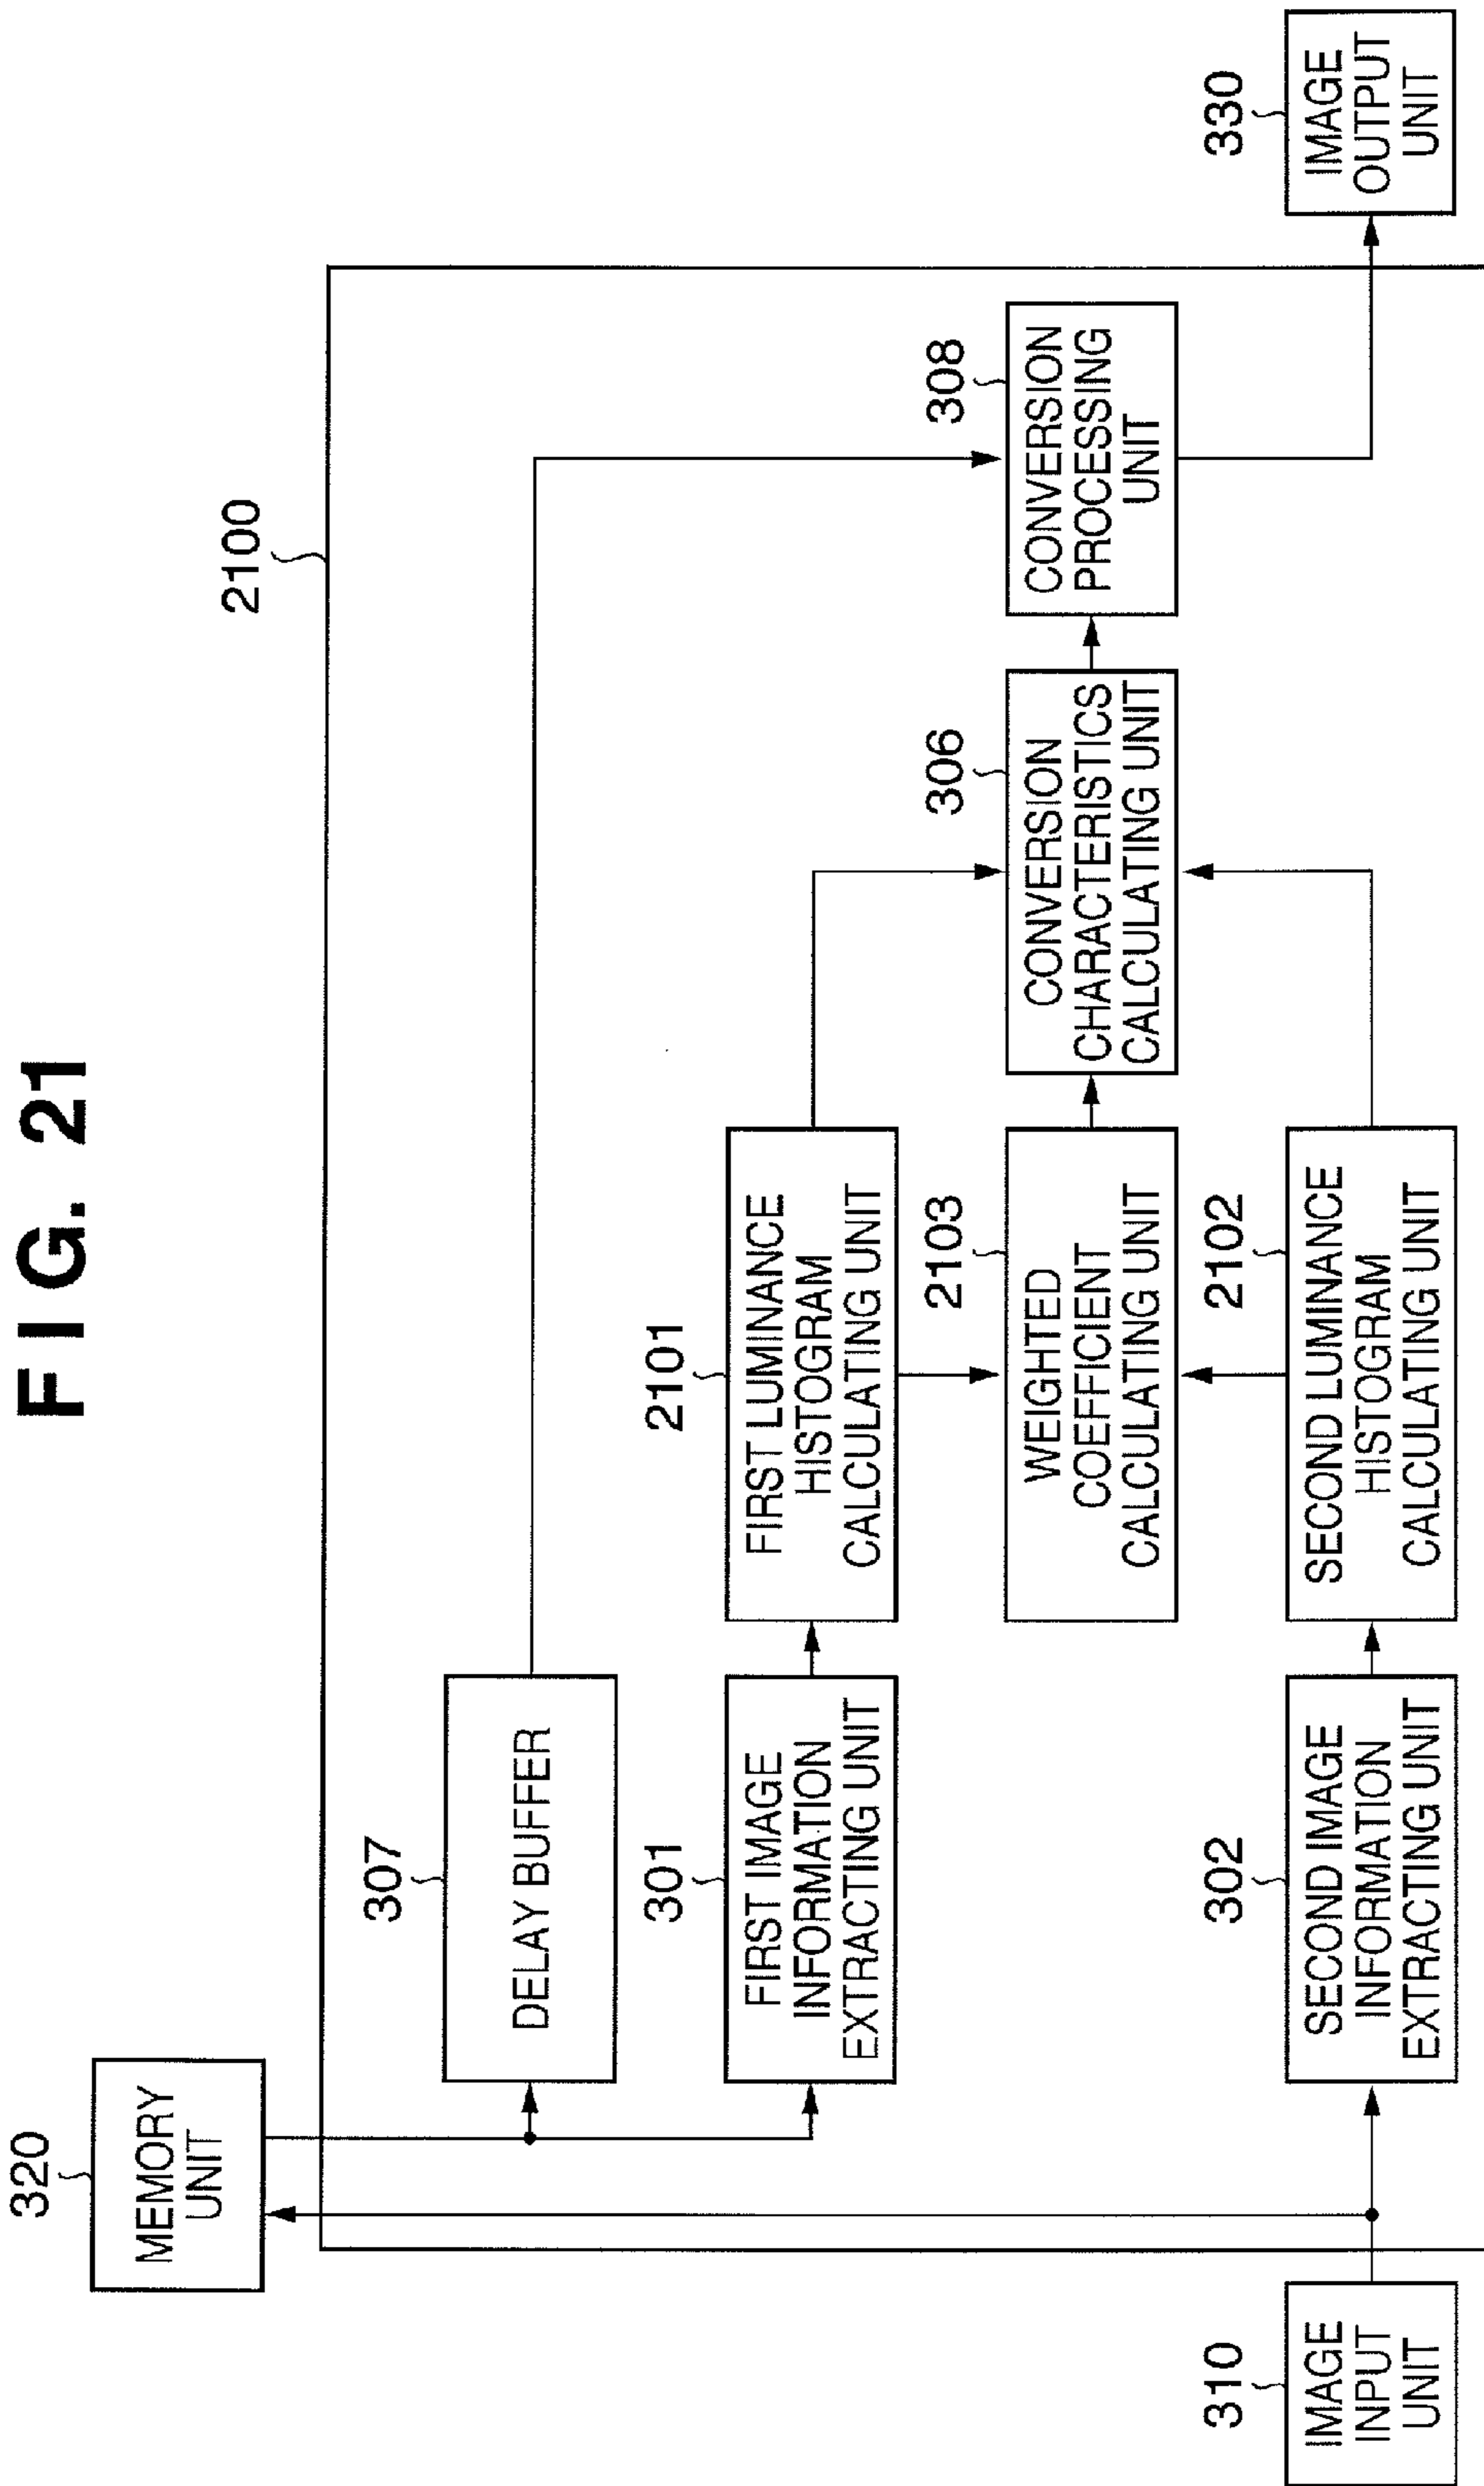 FIG. 21
320
MEMORY
UNIT
2100
307
DELAY BUFFER
301
FIRST IMAGE
INFORMATION
EXTRACTING UNIT
2101
FIRST LUMINANCE
HISTOGRAM
CALCULATING UNIT
2103
WEIGHTED
COEFFICIENT
CALCULATING UNIT
306
CONVERSION
CHARACTERISTICS
CALCULATING UNIT
308
CONVERSION
PROCESSING
UNIT
310
IMAGE
INPUT
UNIT
302
SECOND IMAGE
INFORMATION
EXTRACTING UNIT
2102
SECOND LUMINANCE
HISTOGRAM
CALCULATING UNIT
330
IMAGE
OUTPUT
UNIT